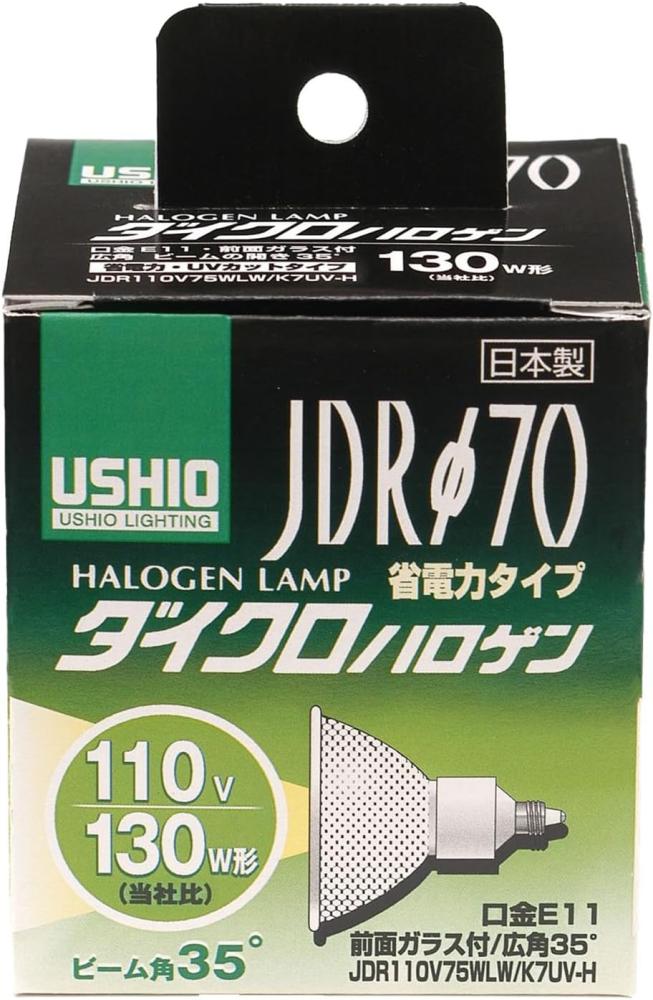 USHIO
70
HALOGEN LAMP
ダイクロハロゲン
口金E11・前面ガラス付
広角 ビームの開き35°
省電力・UVカットタイプ
130W形
(当社比)
JDR110V75WLW/K7UV-H
日本製
USHIO
USHIO LIGHTING
JDRφ70
HALOGEN LAMP 省電力タイプ
ダイクロハロゲン
110V
130W形
(当社比)
ビーム角35°
口金E11
前面ガラス付/広角35°
JDR110V75WLW/K7UV-H